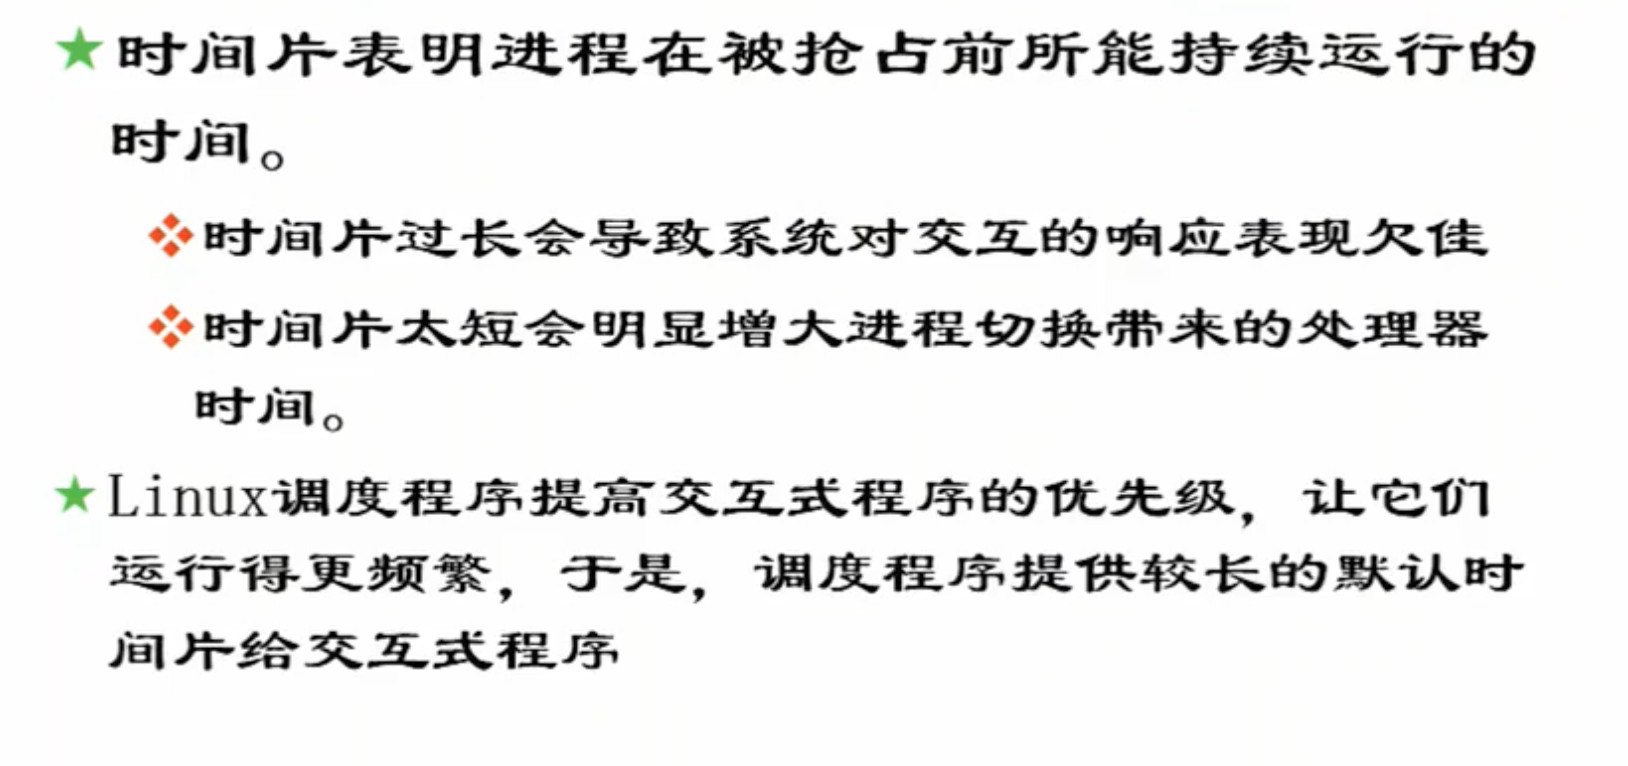 时间片表明进程在被抢占前所能持续运行的
时间。
时间片过长会导致系统对交互的响应表现欠佳
时间片太短会明显增大进程切换带来的处理器
时间。
Linux调度程序提高交互式程序的优先级，让它们
运行得更频繁，于是，调度程序提供较长的默认时
间片给交互式程序